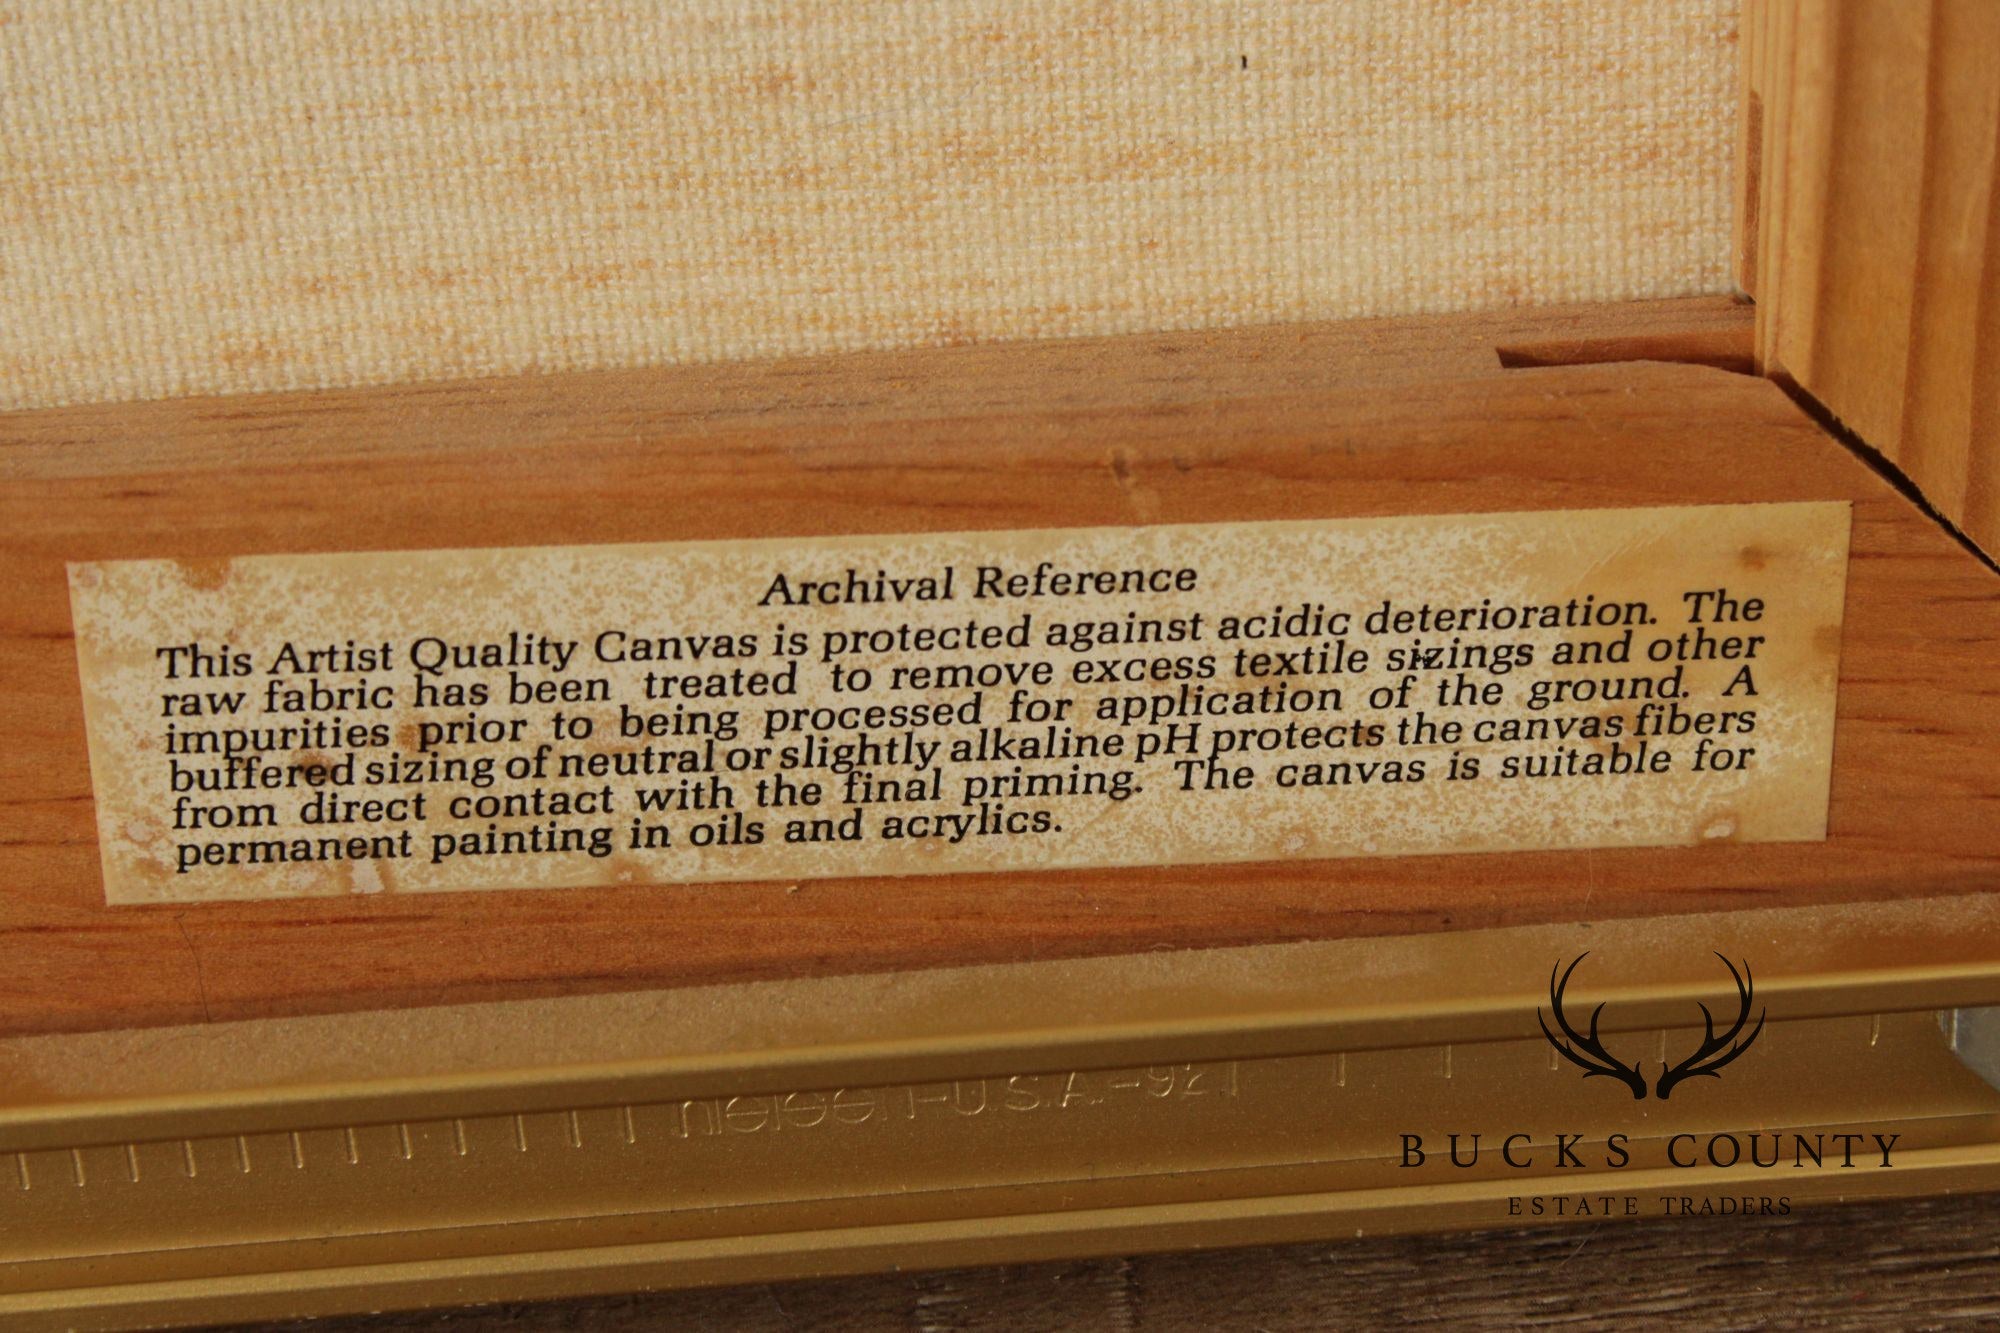 Archival Reference
This Artist Quality Canvas is protected against acidic deterioration. The
raw fabric has been treated to remove excess textile sizings and other
impurities prior to being processed for application of the ground. A
buffered sizing of neutral or slightly alkaline pH protects the canvas fibers
from direct contact with the final priming. The canvas is suitable for
permanent painting in oils and acrylics.
nielsen-U.S.A.-92
BUCKS COUNTY
ESTATE TRADERS